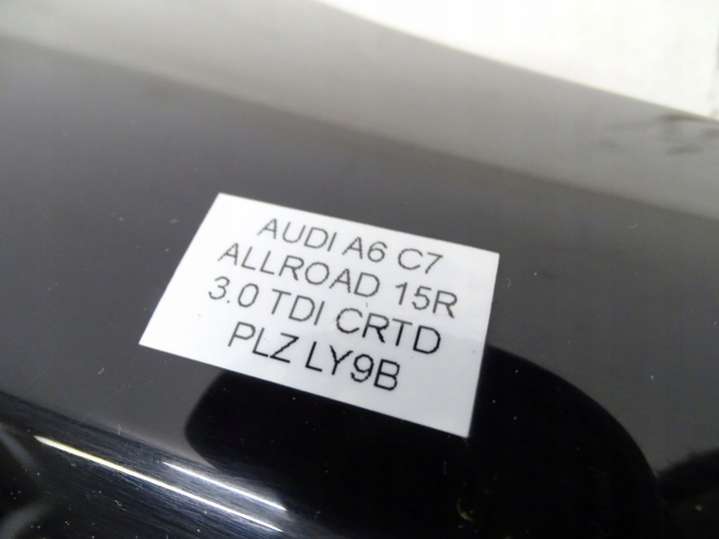 AUDI A6 C7
ALLROAD 15R
3.0 TDI CRTD
PLZ LY9B